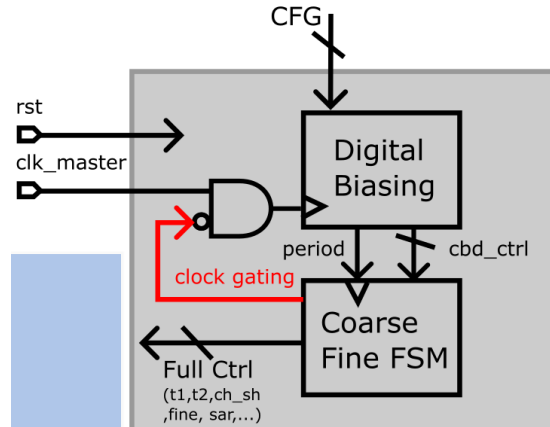 CFG
rst
clk_master
Digital
Biasing
period
cbd_ctrl
clock gating
Coarse
Fine FSM
Full Ctrl
(t1,t2,ch_sh
,fine, sar,...)